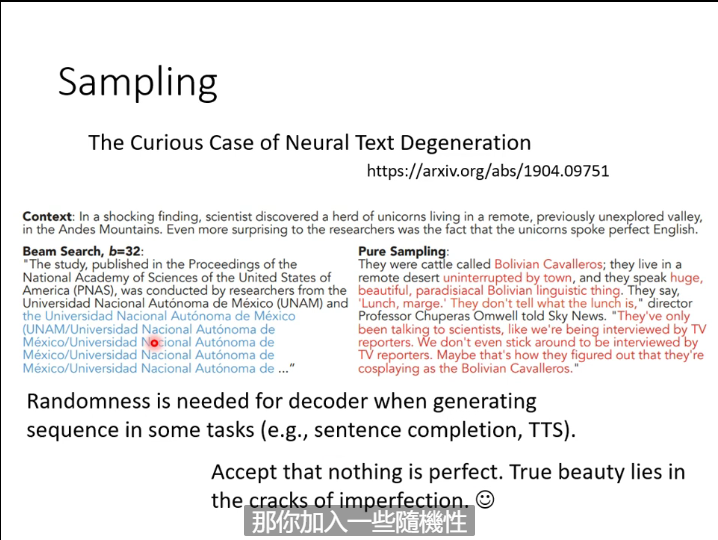 Sampling
The Curious Case of Neural Text Degeneration
https://arxiv.org/abs/1904.09751
Context: In a shocking finding, scientist discovered a herd of unicorns living in a remote, previously unexplored valley,
in the Andes Mountains. Even more surprising to the researchers was the fact that the unicorns spoke perfect English.
Beam Search, b=32:
"The study, published in the Proceedings of the
National Academy of Sciences of the United States of
America (PNAS), was conducted by researchers from the
Universidad Nacional Autónoma de México (UNAM) and
the Universidad Nacional Autónoma de México
(UNAM/Universidad Nacional Autónoma de
México/Universidad Nacional Autónoma de
México/Universidad Nacional Autónoma de
México/Universidad Nacional Autónoma de ..."
Pure Sampling:
They were cattle called Bolivian Cavalleros; they live in a
remote desert uninterrupted by town, and they speak huge,
beautiful, paradisiacal Bolivian linguistic thing. They say,
'Lunch, marge.' They don't tell what the lunch is," director
Professor Chuperas Omwell told Sky News. "They've only
been talking to scientists, like we're being interviewed by TV
reporters. We don't even stick around to be interviewed by
TV reporters. Maybe that's how they figured out that they're
cosplaying as the Bolivian Cavalleros."
Randomness is needed for decoder when generating
sequence in some tasks (e.g., sentence completion, TTS).
Accept that nothing is perfect. True beauty lies in
the cracks of imperfection. ☺
那你加入一些隨機性